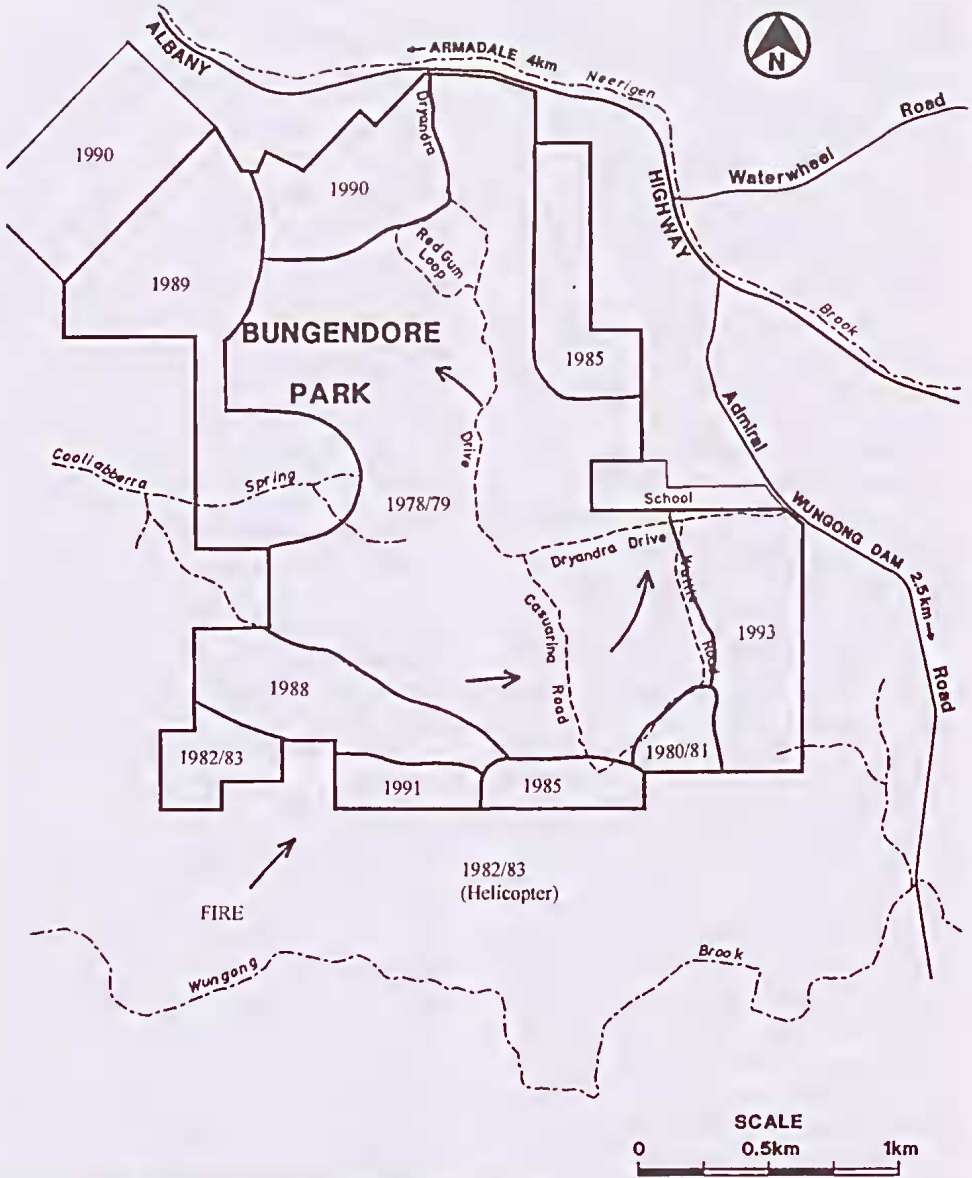 ALBANY
← ARMADALE 4km
N
Neerigen
Road
Waterwheel
Dryandra
1990
1990
HIGHWAY
Red Gum
Loop
1989
Brook
BUNGENDORE
PARK
1985
Admiral
Drive
Cooliabberra
Spring
1978/79
School
WUNGONG DAM 2.5km →
Dryandra Drive
Road
Casuarina
Road
1993
Road
1988
1982/83
1980/81
1991
1985
1982/83
(Helicopter)
FIRE
Wungong
Brook
SCALE
0 0.5km 1km